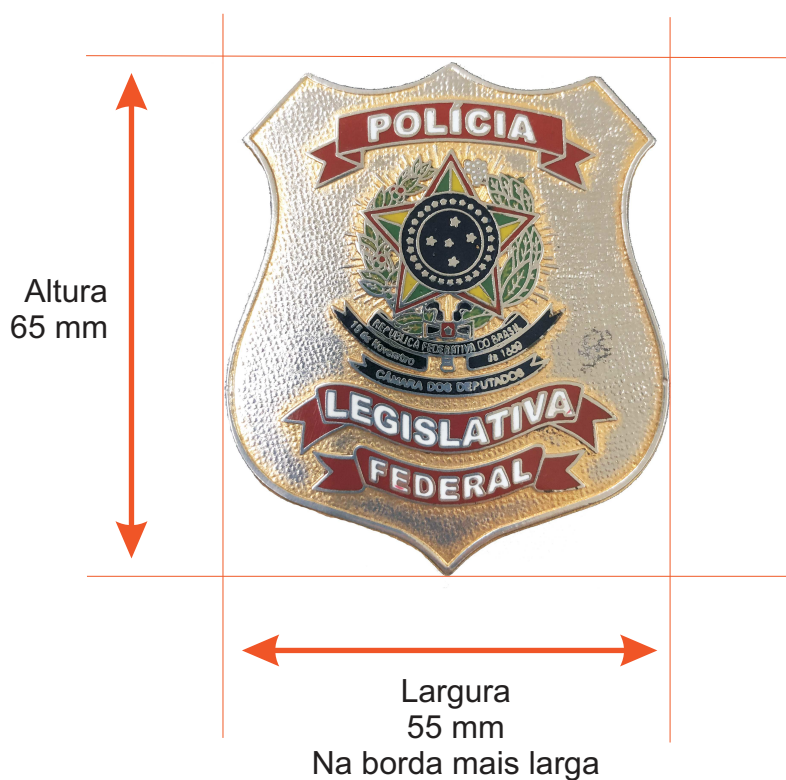 POLÍCIA
REPÚBLICA FEDERATIVA DO BRASIL
15 de Novembro de 1889
CÂMARA DOS DEPUTADOS
LEGISLATIVA
FEDERAL
Altura
65 mm
Largura
55 mm
Na borda mais larga